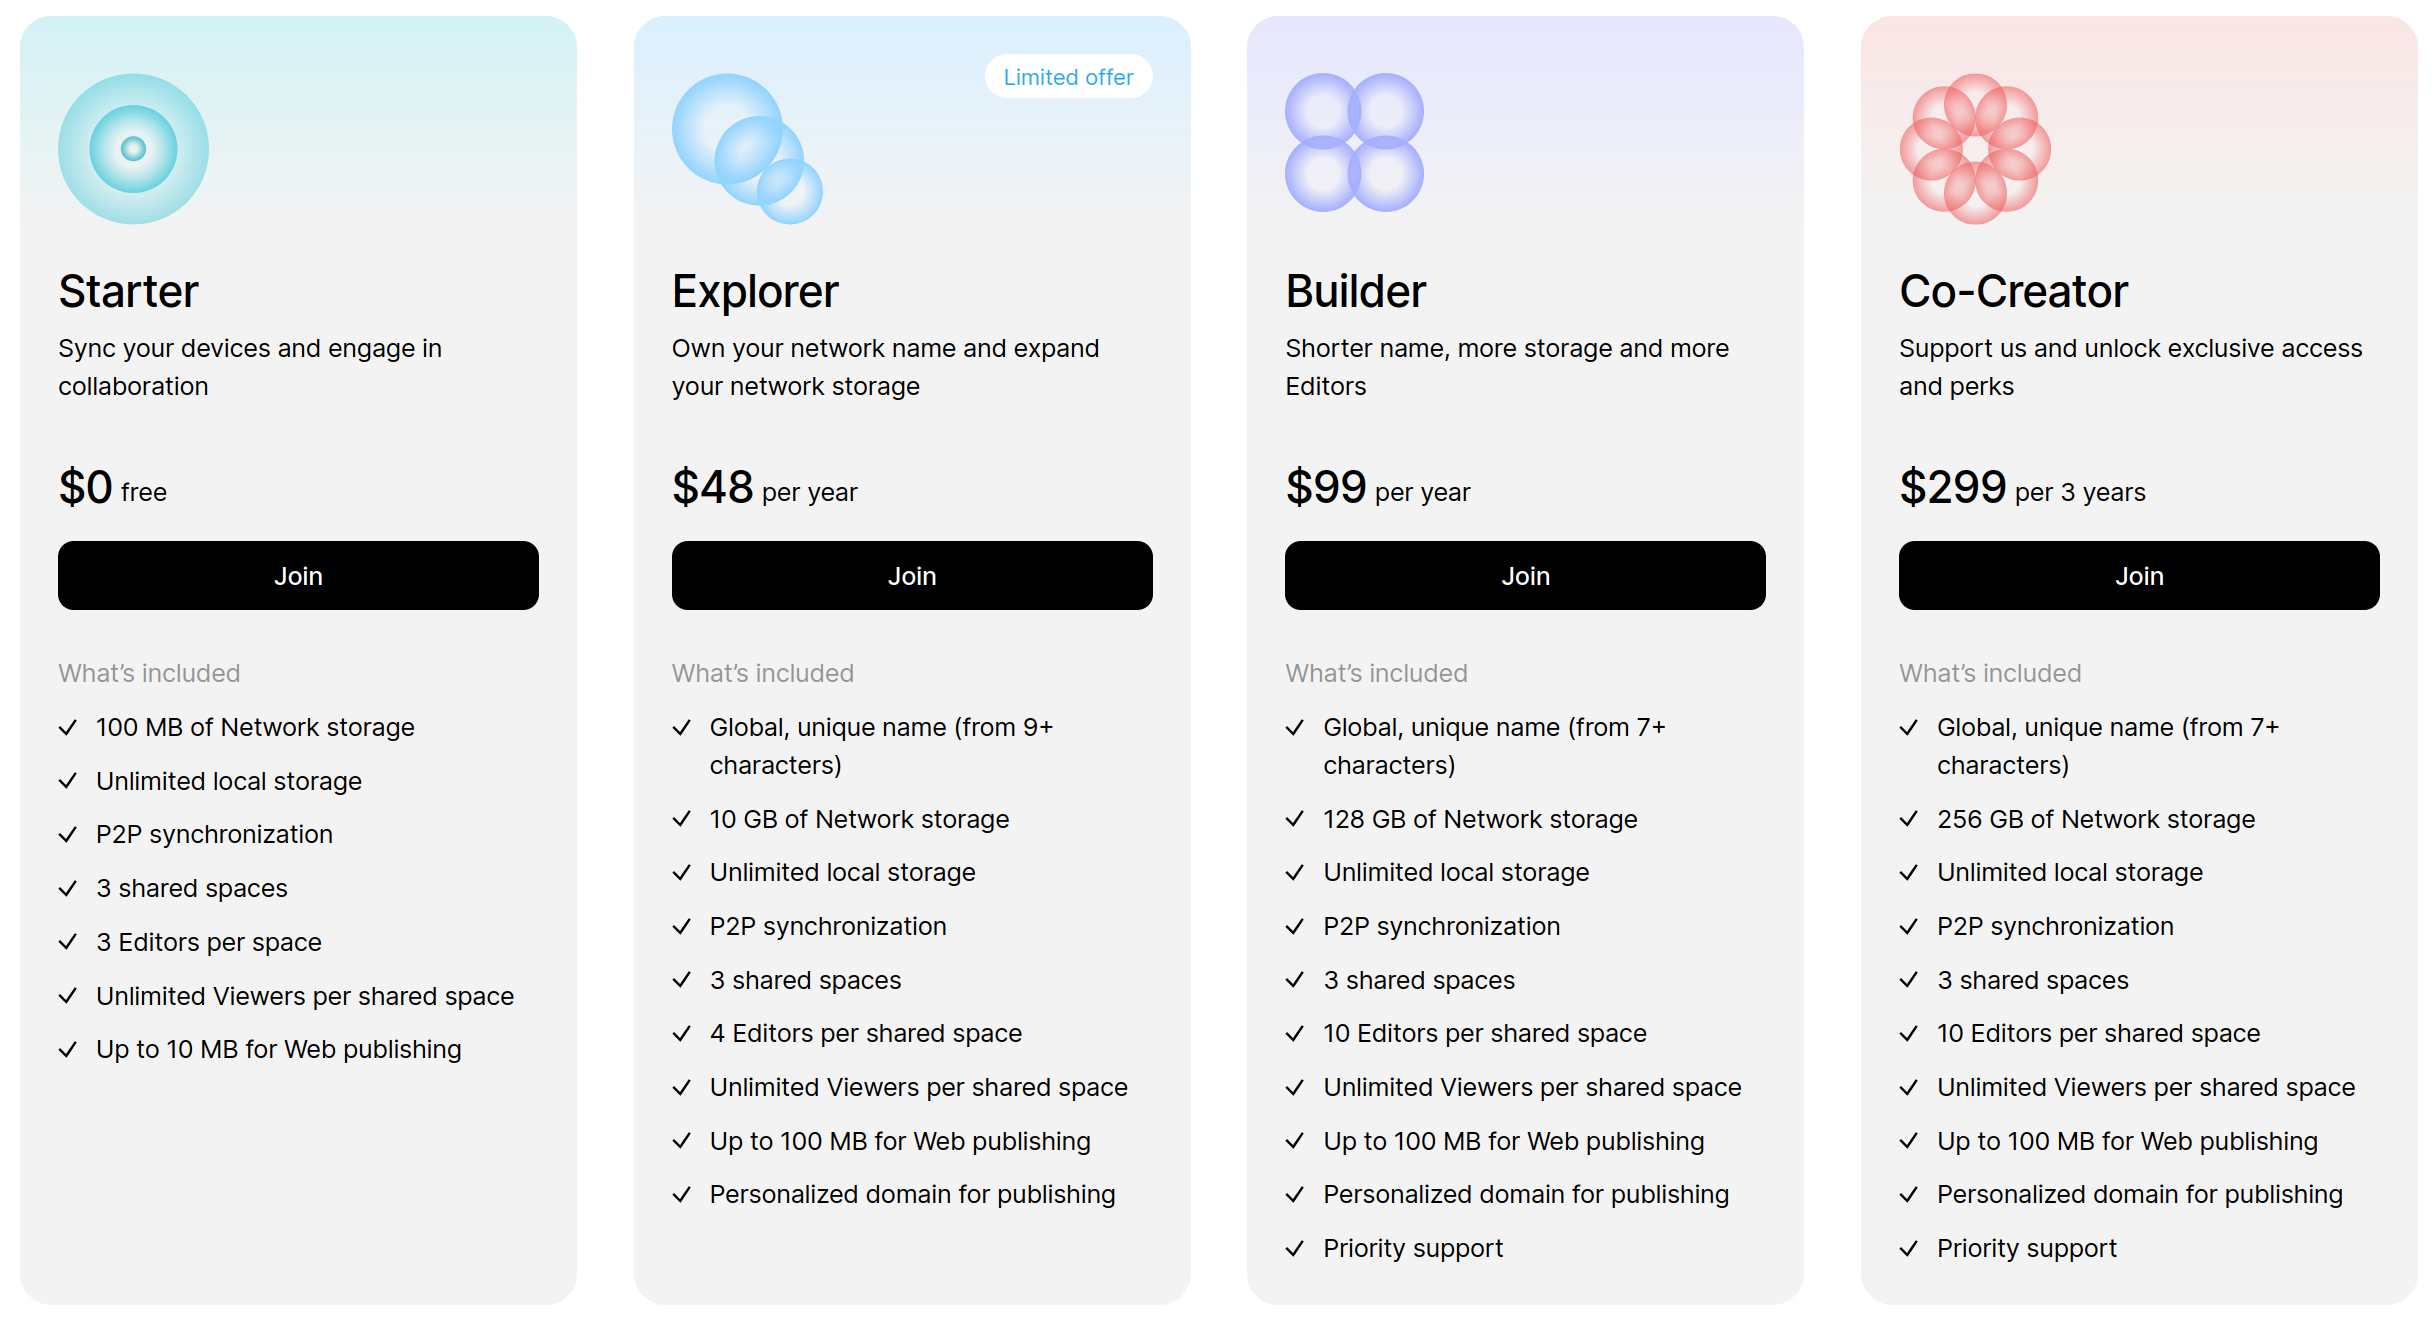 Starter
Sync your devices and engage in
collaboration
$0 free
Join
What’s included
100 MB of Network storage
Unlimited local storage
P2P synchronization
3 shared spaces
3 Editors per space
Unlimited Viewers per shared space
Up to 10 MB for Web publishing
Limited offer
Explorer
Own your network name and expand
your network storage
$48 per year
Join
What’s included
Global, unique name (from 9+
characters)
10 GB of Network storage
Unlimited local storage
P2P synchronization
3 shared spaces
4 Editors per shared space
Unlimited Viewers per shared space
Up to 100 MB for Web publishing
Personalized domain for publishing
Builder
Shorter name, more storage and more
Editors
$99 per year
Join
What’s included
Global, unique name (from 7+
characters)
128 GB of Network storage
Unlimited local storage
P2P synchronization
3 shared spaces
10 Editors per shared space
Unlimited Viewers per shared space
Up to 100 MB for Web publishing
Personalized domain for publishing
Priority support
Co-Creator
Support us and unlock exclusive access
and perks
$299 per 3 years
Join
What’s included
Global, unique name (from 7+
characters)
256 GB of Network storage
Unlimited local storage
P2P synchronization
3 shared spaces
10 Editors per shared space
Unlimited Viewers per shared space
Up to 100 MB for Web publishing
Personalized domain for publishing
Priority support